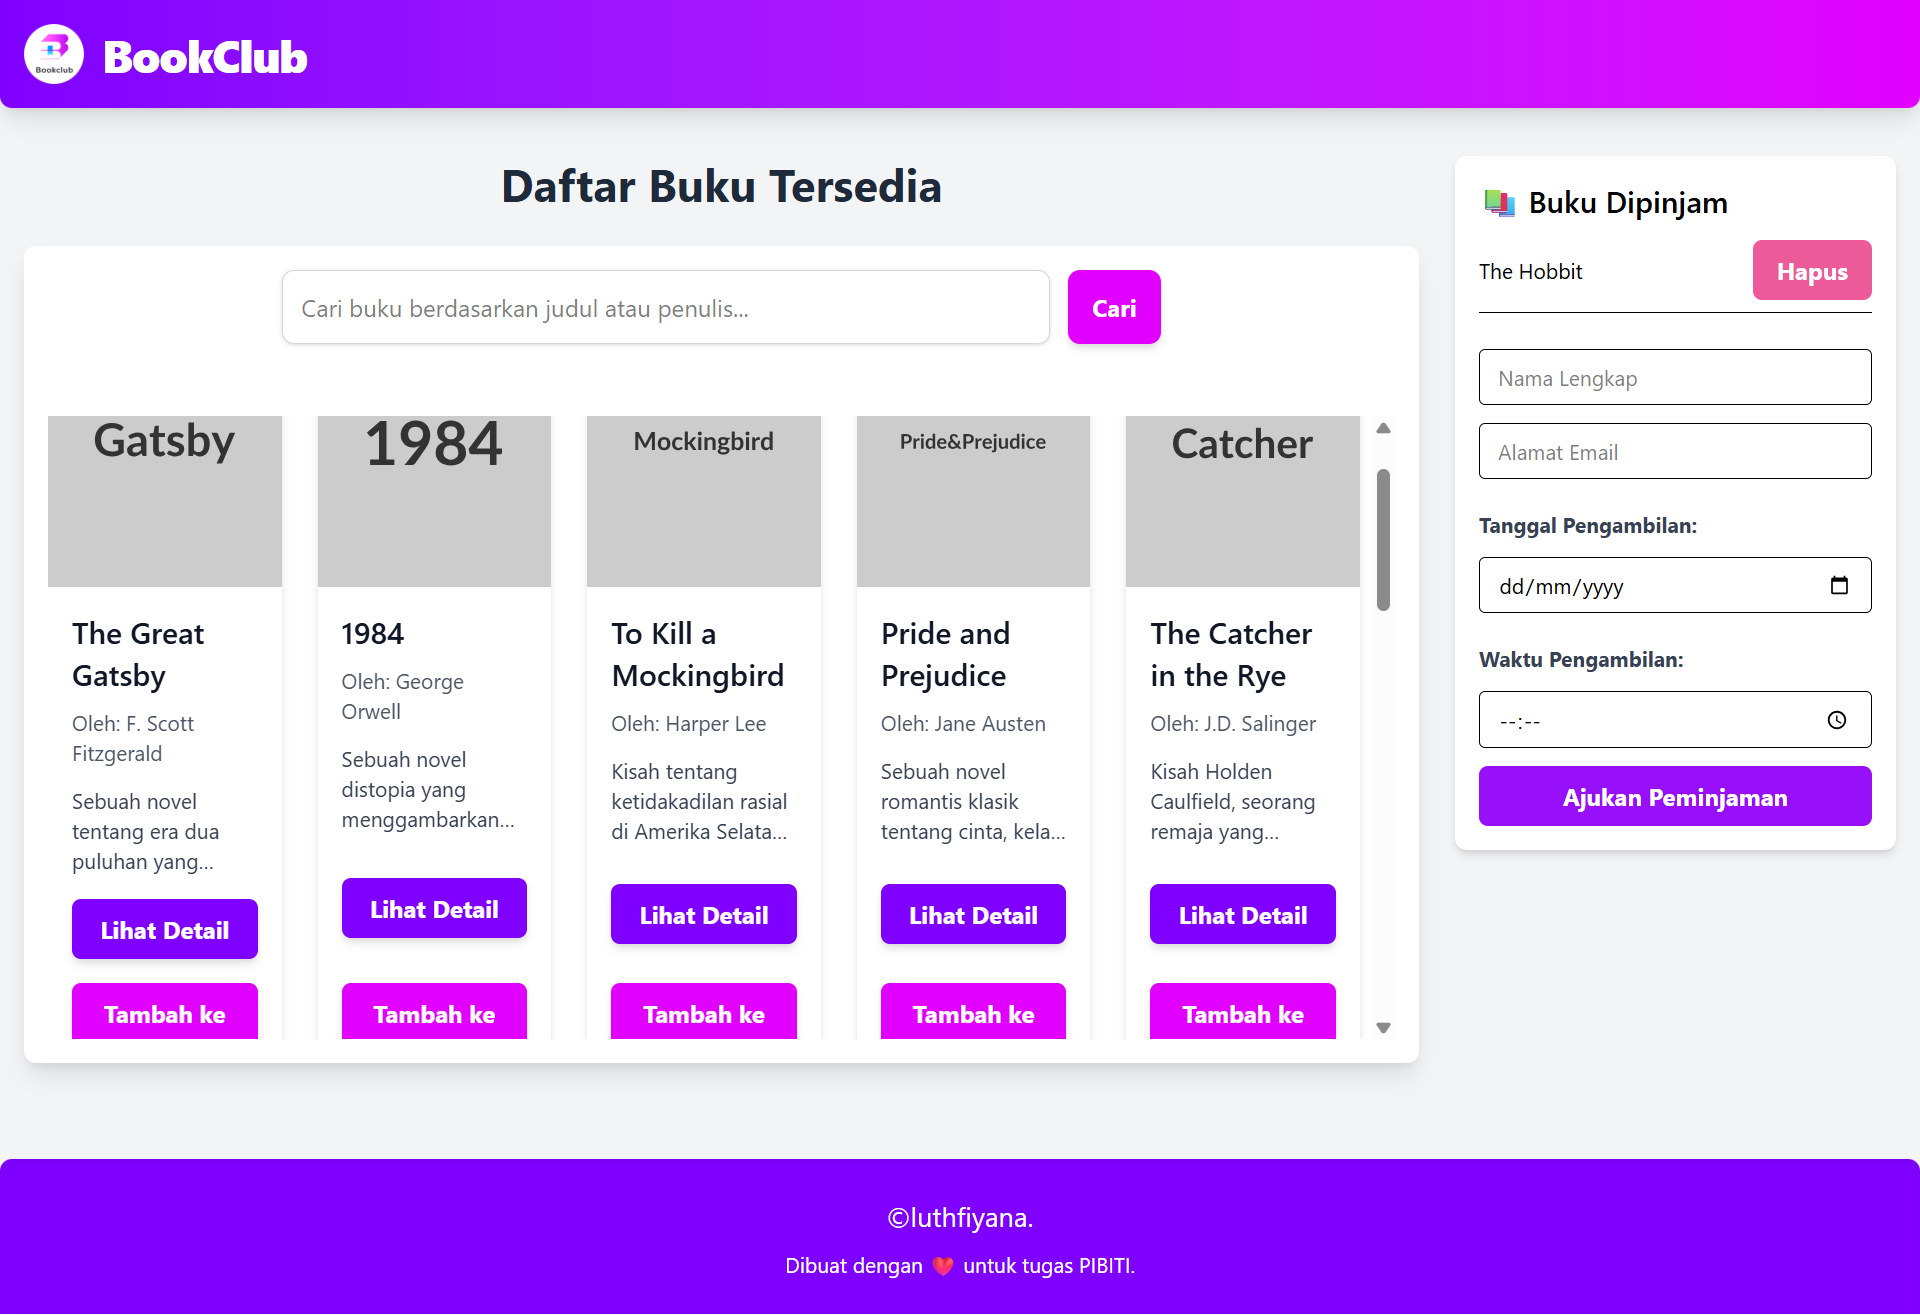 Bookclub
BookClub
Daftar Buku Tersedia
Cari buku berdasarkan judul atau penulis...
Cari
Gatsby
The Great
Gatsby
Oleh: F. Scott
Fitzgerald
Sebuah novel
tentang era dua
puluhan yang...
Lihat Detail
Tambah ke
1984
1984
Oleh: George
Orwell
Sebuah novel
distopia yang
menggambarkan...
Lihat Detail
Tambah ke
Mockingbird
To Kill a
Mockingbird
Oleh: Harper Lee
Kisah tentang
ketidakadilan rasial
di Amerika Selata...
Lihat Detail
Tambah ke
Pride&Prejudice
Pride and
Prejudice
Oleh: Jane Austen
Sebuah novel
romantis klasik
tentang cinta, kela...
Lihat Detail
Tambah ke
Catcher
The Catcher
in the Rye
Oleh: J.D. Salinger
Kisah Holden
Caulfield, seorang
remaja yang...
Lihat Detail
Tambah ke
📚 Buku Dipinjam
The Hobbit
Hapus
Nama Lengkap
Alamat Email
Tanggal Pengambilan:
dd/mm/yyyy
Waktu Pengambilan:
--:--
Ajukan Peminjaman
©luthfiyana.
Dibuat dengan ❤️ untuk tugas PIBITI.